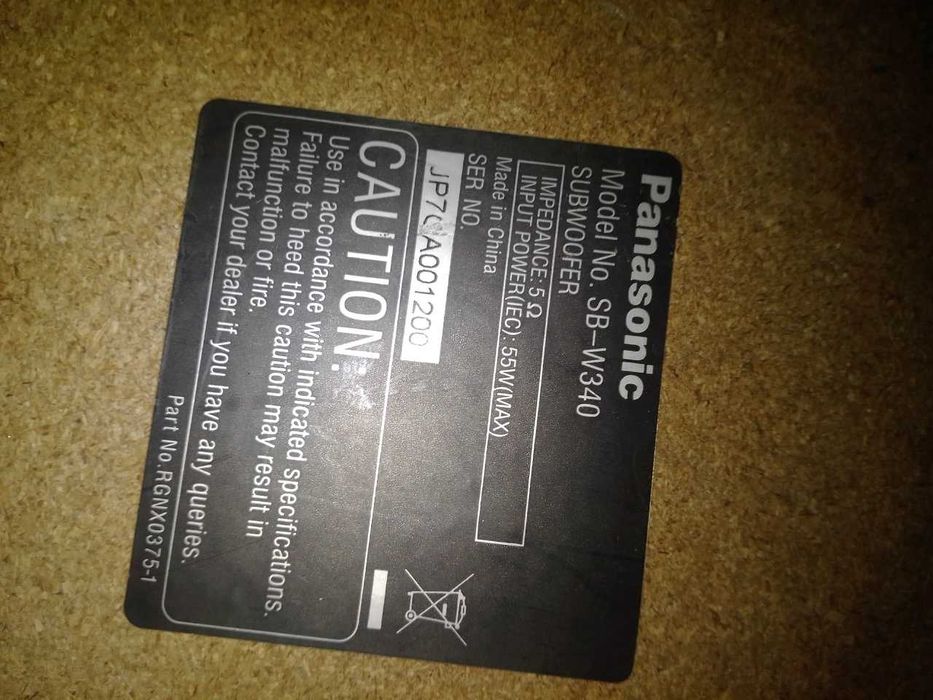 Panasonic
Model No. SB-W340
SUBWOOFER
IMPEDANCE: 5 Ω
INPUT POWER(IEC): 55W(MAX)
Made in China
SER NO.
CAUTION:
Use in accordance with indicated specifications.
Failure to heed this caution may result in
malfunction or fire.
Contact your dealer if you have any queries.
Part No.RGNX0375-1